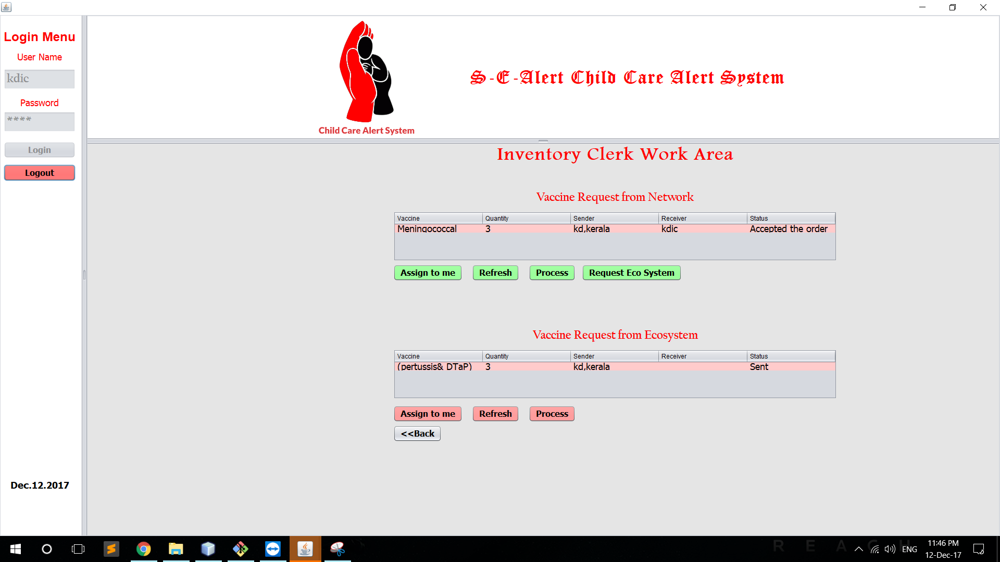 Login Menu
User Name
kdic
Password
****
Login
Logout
Dec.12.2017
Child Care Alert System
S-E-Alert Child Care Alert System
Inventory Clerk Work Area
Vaccine Request from Network
Vaccine Quantity Sender Receiver Status
Meningococcal 3 kd,kerala kdic Accepted the order
Assign to me Refresh Process Request Eco System
Vaccine Request from Ecosystem
Vaccine Quantity Sender Receiver Status
(pertussis& DTaP) 3 kd,kerala Sent
Assign to me Refresh Process
<<Back
R E A C H
ENG
11:46 PM
12-Dec-17